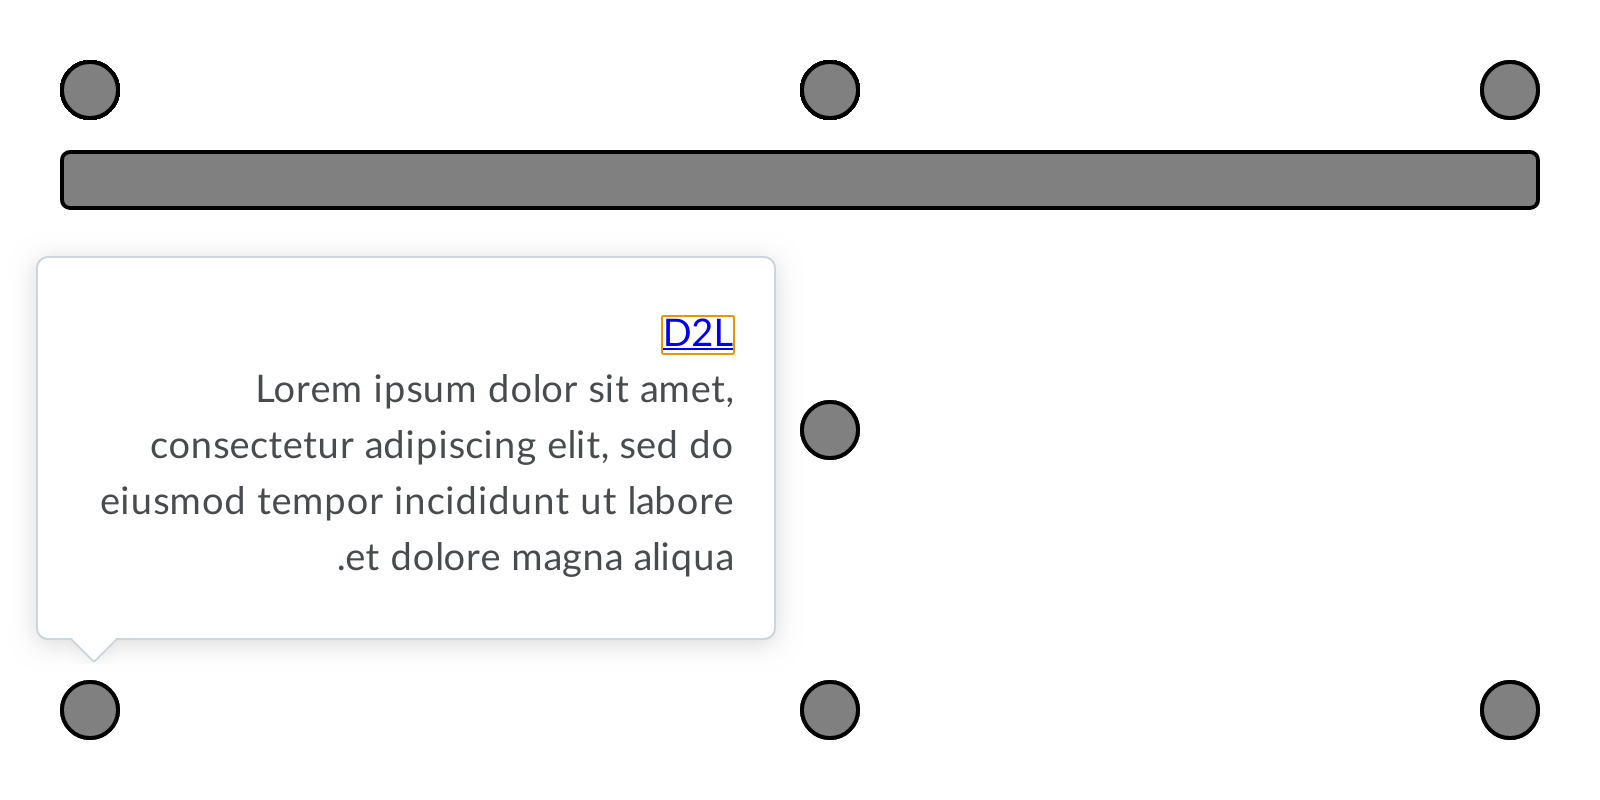 D2L
Lorem ipsum dolor sit amet,
consectetur adipiscing elit, sed do
eiusmod tempor incididunt ut labore
.et dolore magna aliqua